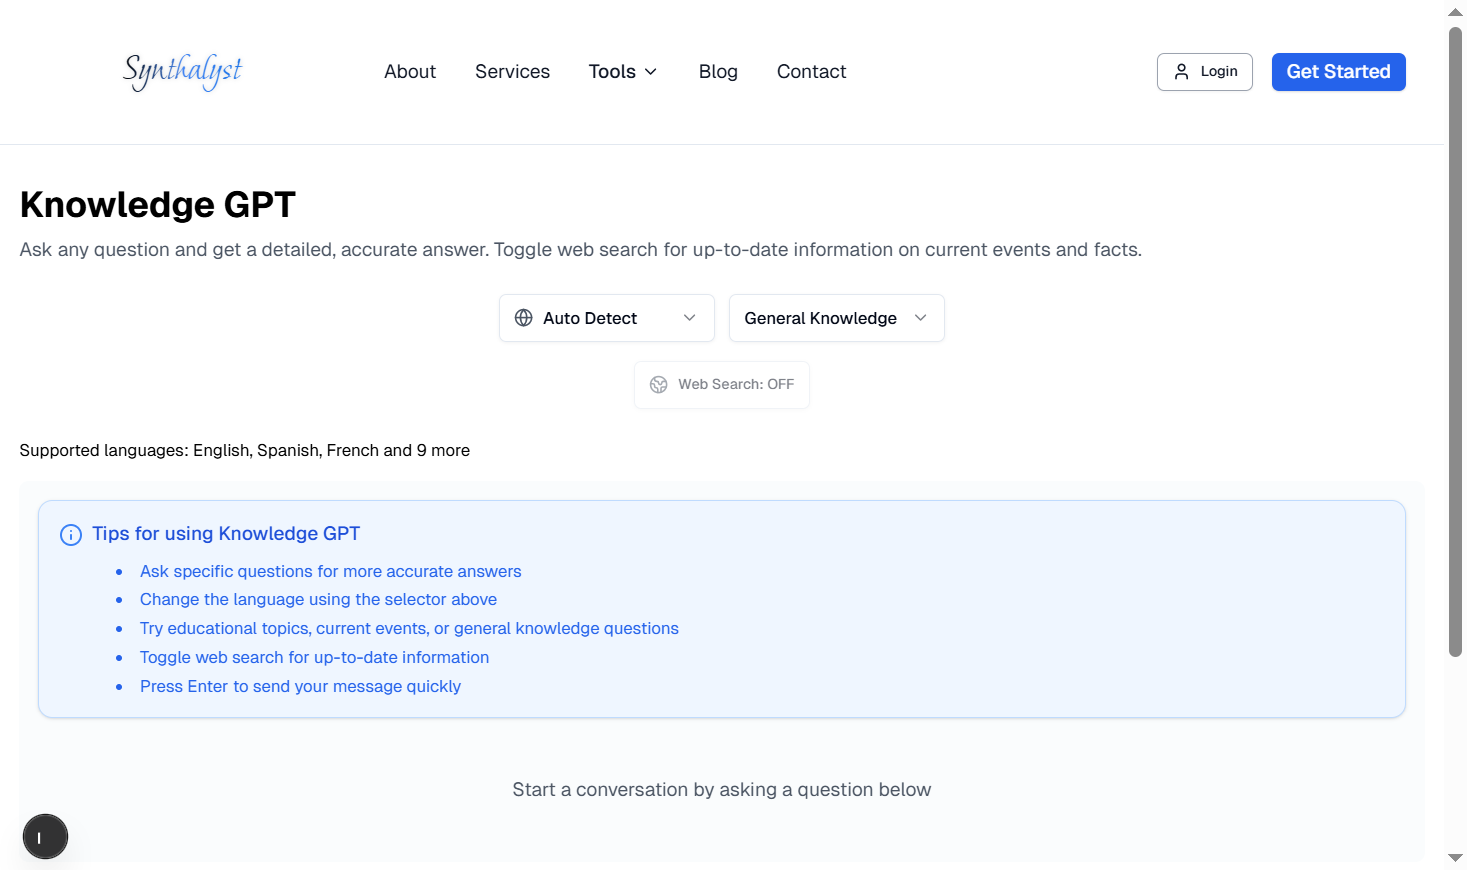 Synthalyst
About
Services
Tools
Blog
Contact
Login
Get Started
Knowledge GPT
Ask any question and get a detailed, accurate answer. Toggle web search for up-to-date information on current events and facts.
Auto Detect
General Knowledge
Web Search: OFF
Supported languages: English, Spanish, French and 9 more
Tips for using Knowledge GPT
Ask specific questions for more accurate answers
Change the language using the selector above
Try educational topics, current events, or general knowledge questions
Toggle web search for up-to-date information
Press Enter to send your message quickly
Start a conversation by asking a question below